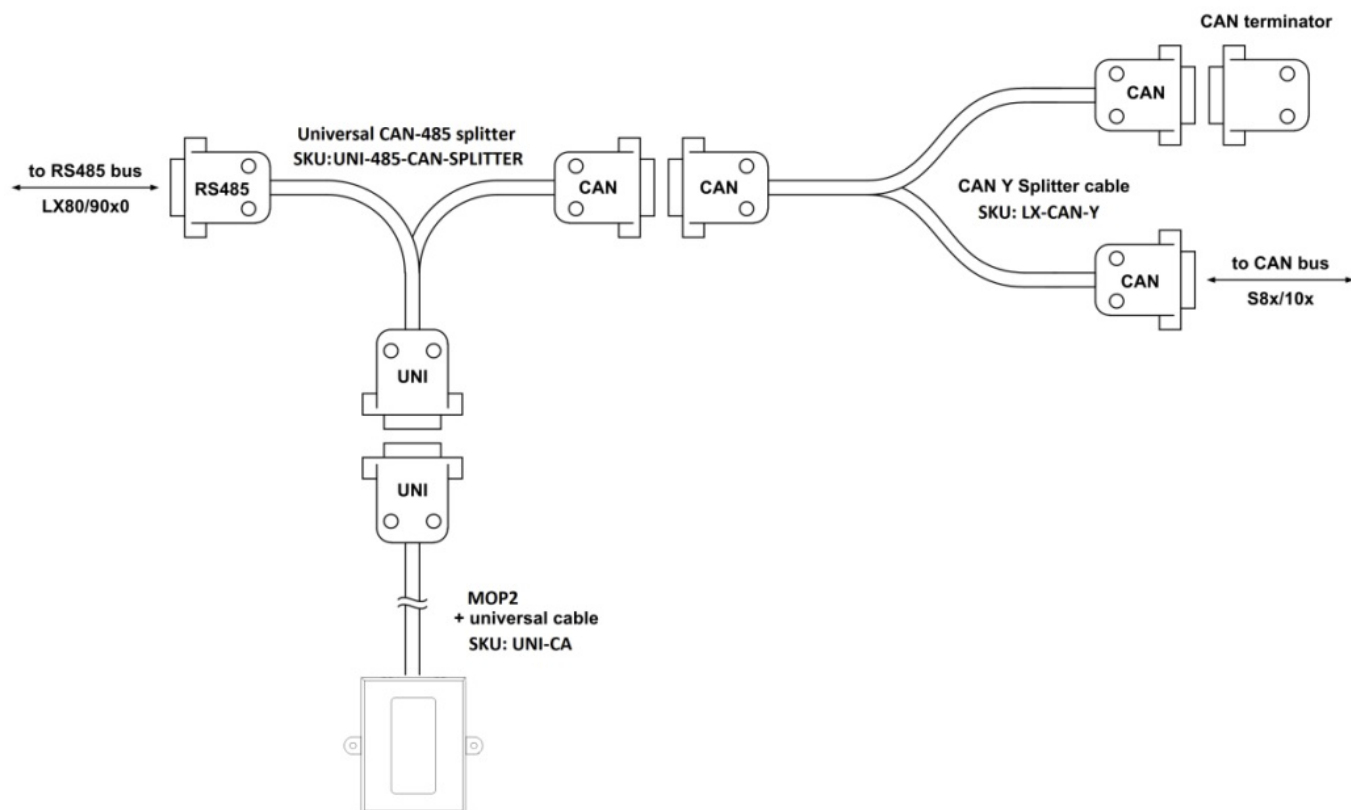 CAN terminator
CAN
Universal CAN-485 splitter
SKU:UNI-485-CAN-SPLITTER
to RS485 bus
LX80/90x0
RS485
CAN
CAN
CAN Y Splitter cable
SKU: LX-CAN-Y
CAN
to CAN bus
S8x/10x
UNI
UNI
MOP2
+ universal cable
SKU: UNI-CA